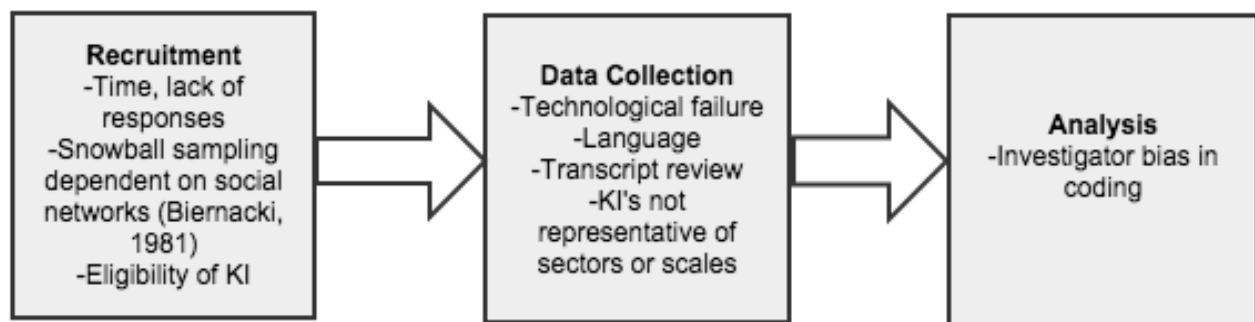 Recruitment
-Time, lack of
responses
-Snowball sampling
dependent on social
networks (Biernacki,
1981)
-Eligibility of KI
Data Collection
-Technological failure
-Language
-Transcript review
-KI's not
representative of
sectors or scales
Analysis
-Investigator bias in
coding